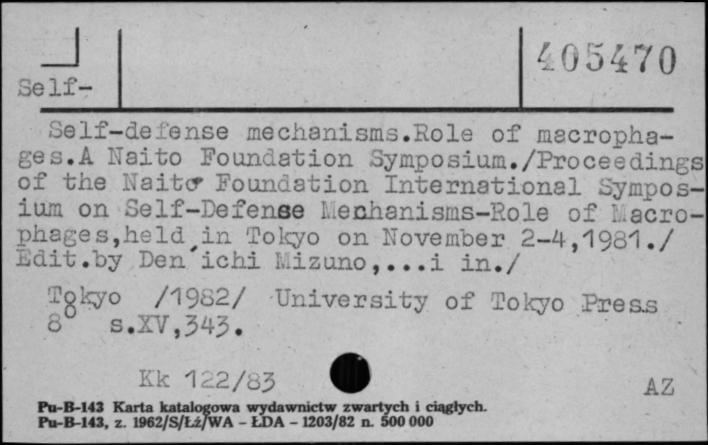 405470
Self-
Self-defense mechanisms.Role of macropha-
ges.A Naito Foundation Symposium./Proceedings
of the Naito Foundation International Sympos-
ium on Self-Defense Mechanisms-Role of Macro-
phages,held in Tokyo on November 2-4,1981./
Edit.by Den'ichi Mizuno,...i in./
Tokyo /1982/ University of Tokyo Press
8° s.XV,343.
Kk 122/83
AZ
Pu-B-143 Karta katalogowa wydawnictw zwartych i ciągłych.
Pu-B-143, z. 1962/S/Łż/WA – ŁDA – 1203/82 n. 500 000